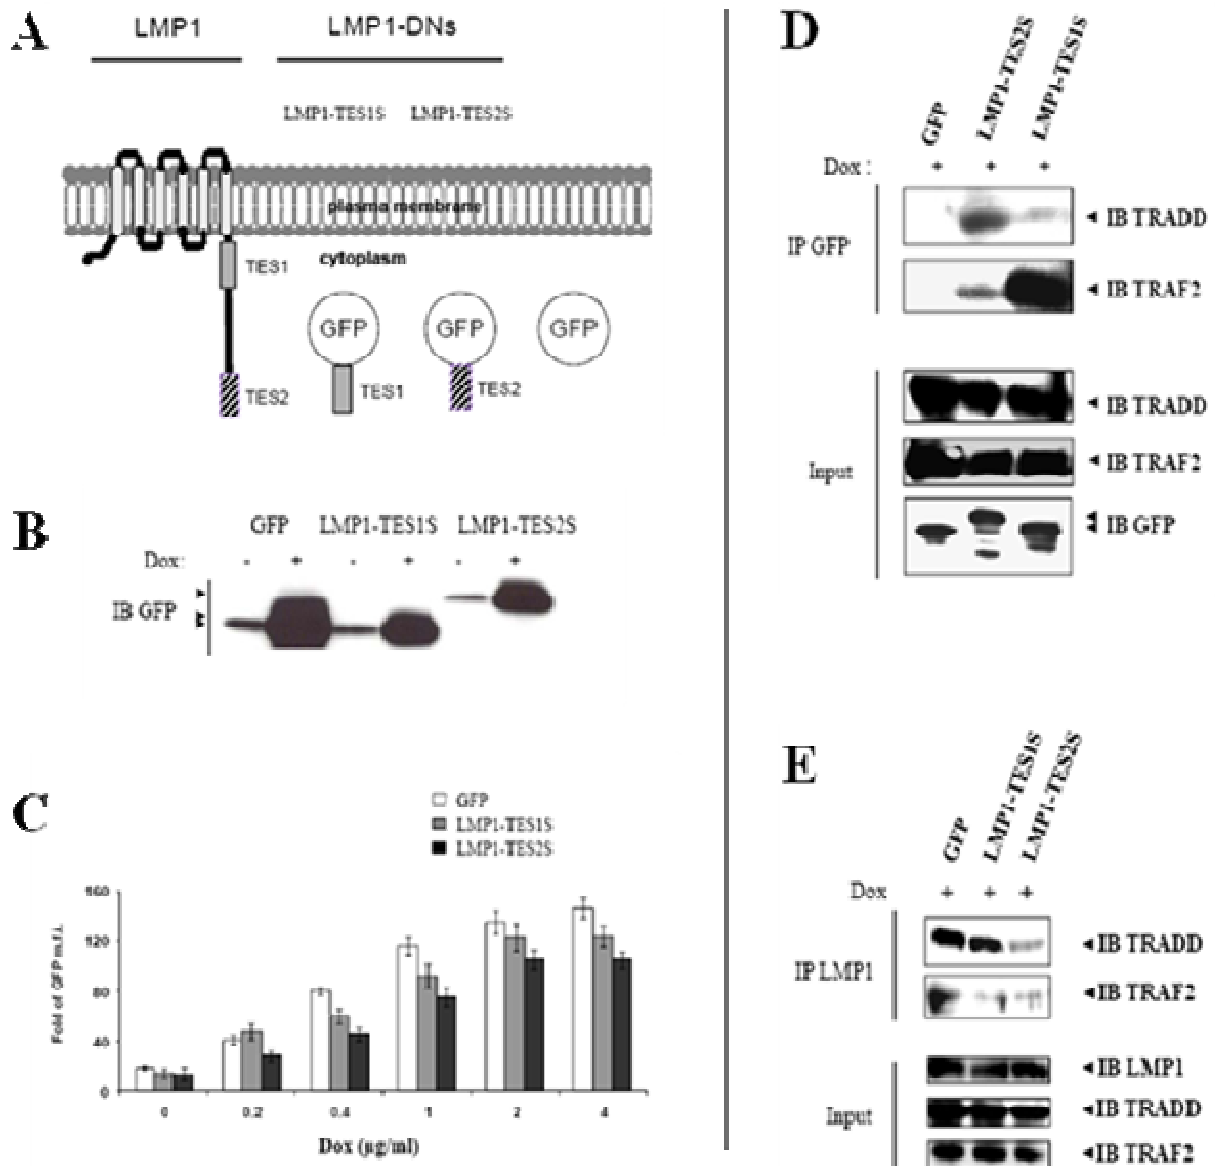 A
LMP1 LMP1-DNs
LMP1-TES1S LMP1-TES2S
plasma membrane
TES1 cytoplasm
GFP GFP GFP
TES2 TES1 TES2
B
GFP LMP1-TES1S LMP1-TES2S
Dox: - + - + - +
IB GFP
C
GFP
LMP1-TES1S
LMP1-TES2S
Fold of GFP m.f.i.
160
120
80
40
0
0 0.2 0.4 1 2 4
Dox (µg/ml)
D
GFP LMP1-TES2S LMP1-TES1S
Dox : + + +
IP GFP
IB TRADD
IB TRAF2
Input
IB TRADD
IB TRAF2
IB GFP
E
GFP LMP1-TES1S LMP1-TES2S
Dox + + +
IP LMP1
IB TRADD
IB TRAF2
Input
IB LMP1
IB TRADD
IB TRAF2